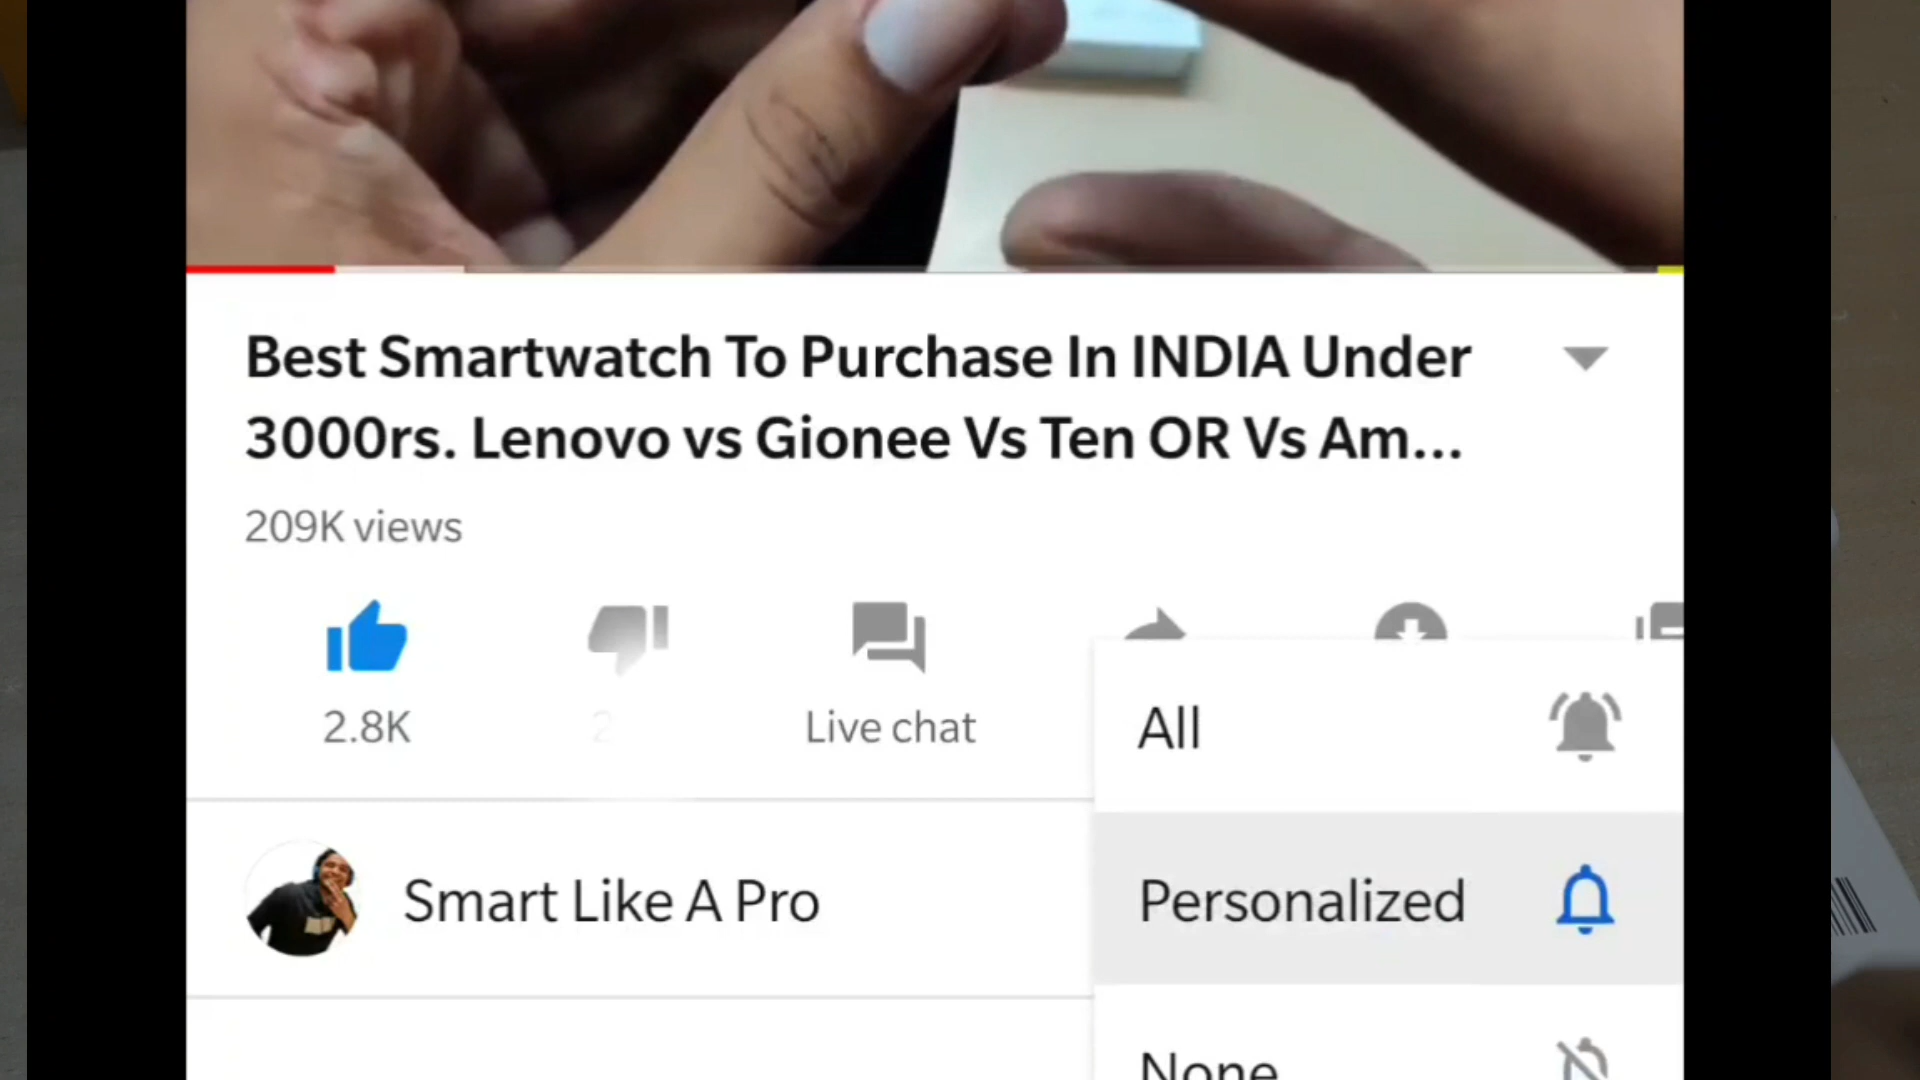 Best Smartwatch To Purchase In INDIA Under
3000rs. Lenovo vs Gionee Vs Ten OR Vs Am...
209K views
2.8K
2
Live chat
All
Smart Like A Pro
Personalized
None